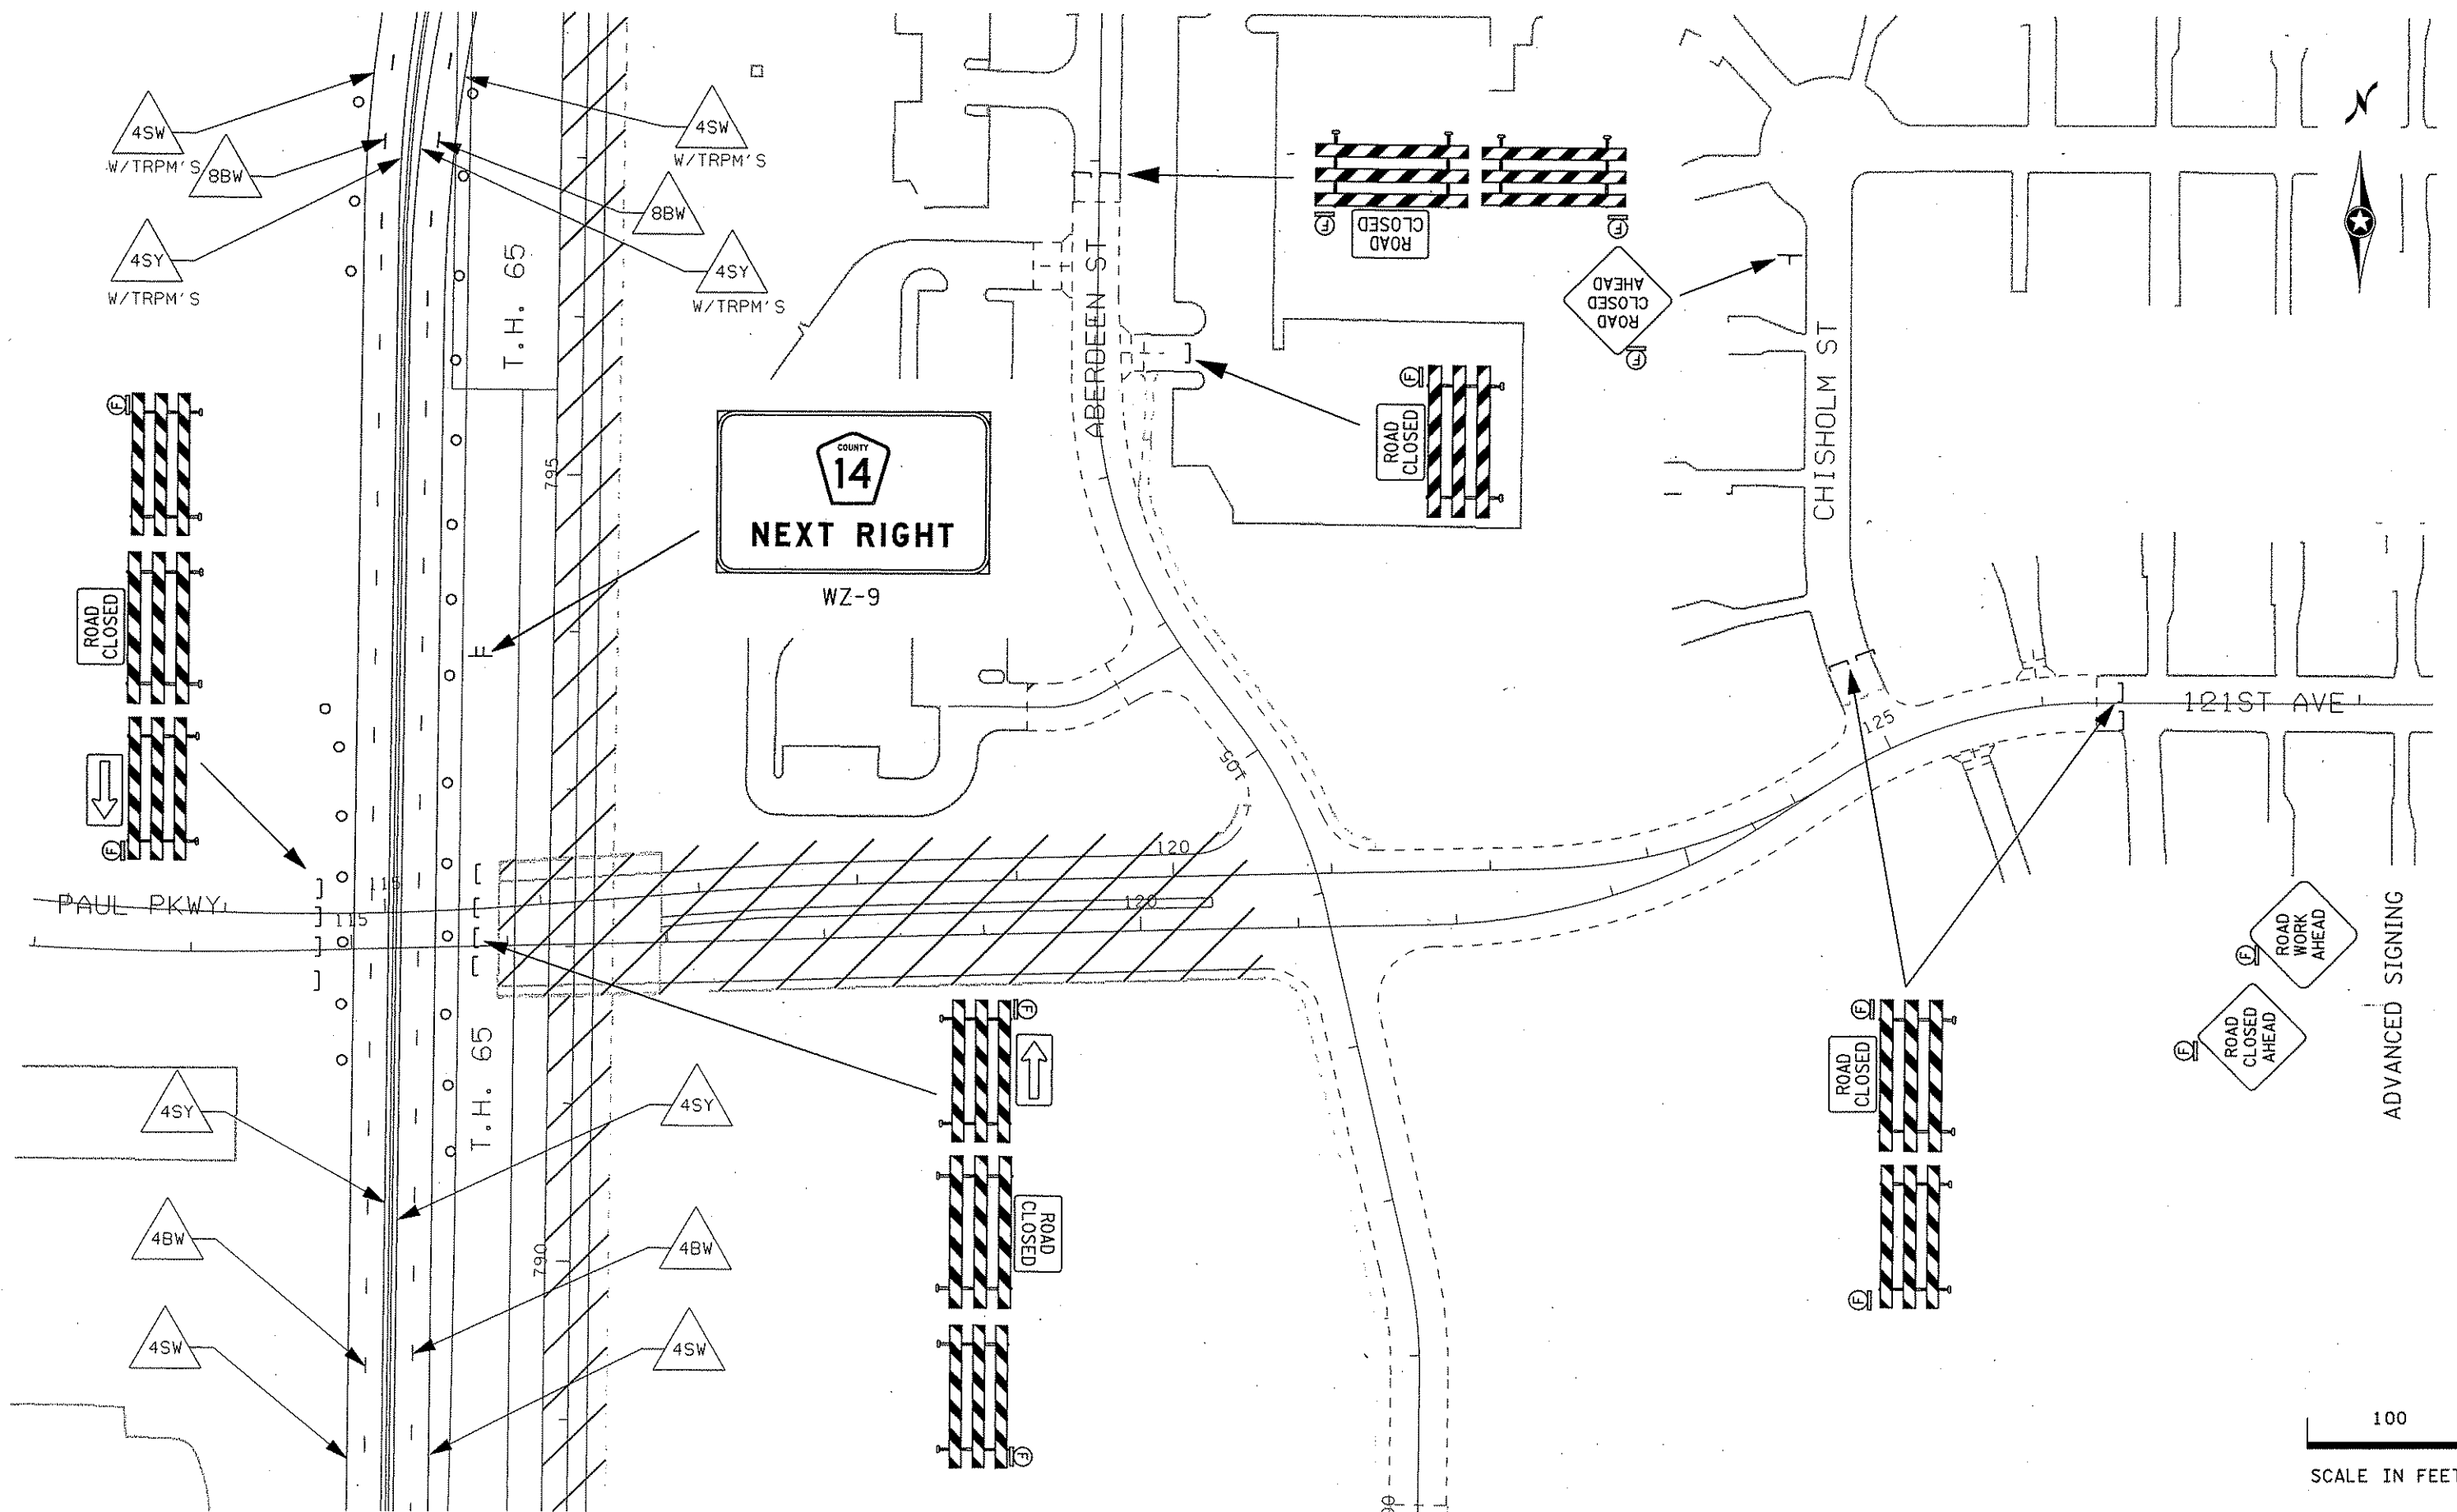 4SW
W/TRPM'S
8BW
4SY
W/TRPM'S
4SW
W/TRPM'S
8BW
4SY
W/TRPM'S
T.H. 65
795
COUNTY
14
NEXT RIGHT
WZ-9
ABERDEEN ST
F
F
ROAD
CLOSED
ROAD
CLOSED
AHEAD
F
F
ROAD
CLOSED
CHISHOLM ST
N
F
ROAD
CLOSED
F
PAUL PKWY
115
115
105
120
120
125
121ST AVE
T.H. 65
790
4SY
4BW
4SW
4SY
4BW
4SW
F
ROAD
CLOSED
F
F
ROAD
CLOSED
F
ROAD
WORK
AHEAD
F
ROAD
CLOSED
AHEAD
F
ADVANCED SIGNING
100
SCALE IN FEET